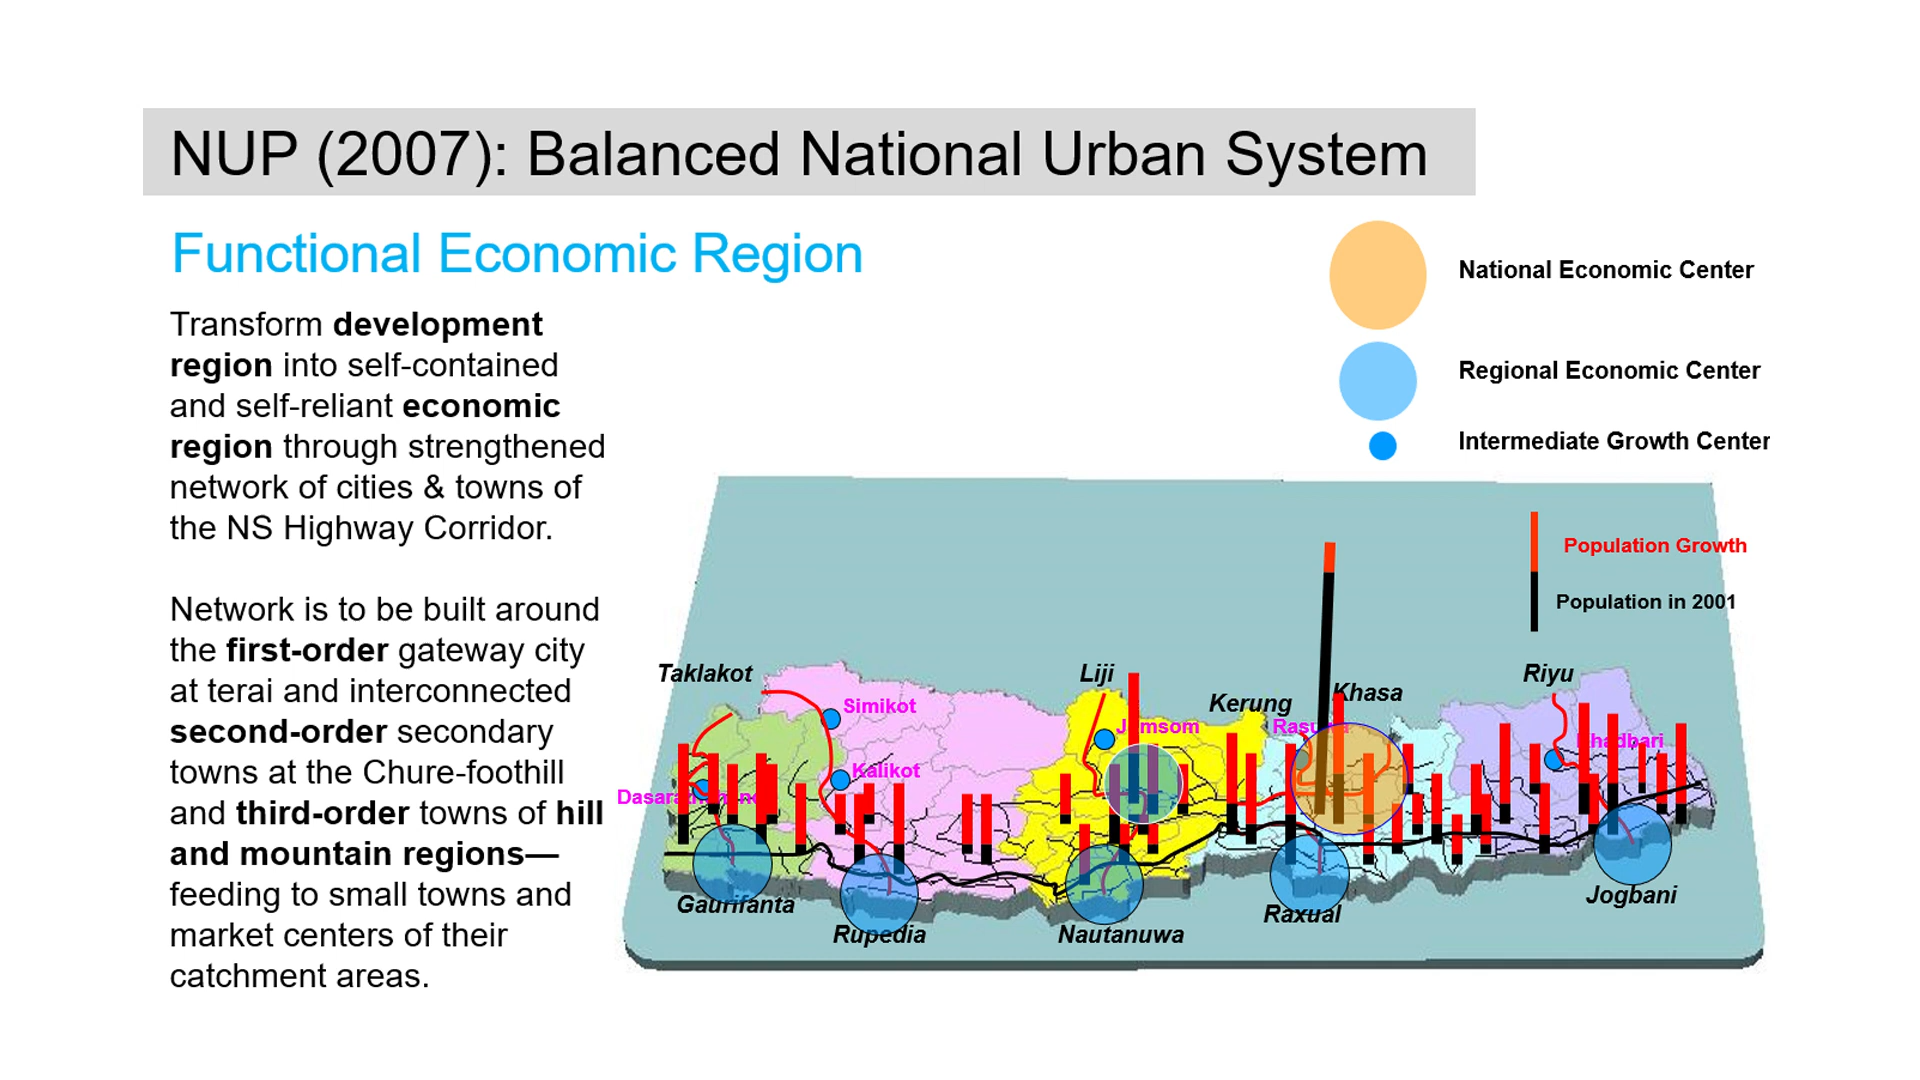 NUP (2007): Balanced National Urban System
Functional Economic Region
Transform development
region into self-contained
and self-reliant economic
region through strengthened
network of cities & towns of
the NS Highway Corridor.
Network is to be built around
the first-order gateway city
at terai and interconnected
second-order secondary
towns at the Chure-foothill
and third-order towns of hill
and mountain regions—
feeding to small towns and
market centers of their
catchment areas.
National Economic Center
Regional Economic Center
Intermediate Growth Center
Population Growth
Population in 2001
Taklakot
Liji
Kerung
Khasa
Riyu
Simikot
Jomsom
Kalikot
Gaurifanta
Rupedia
Nautanuwa
Raxual
Jogbani